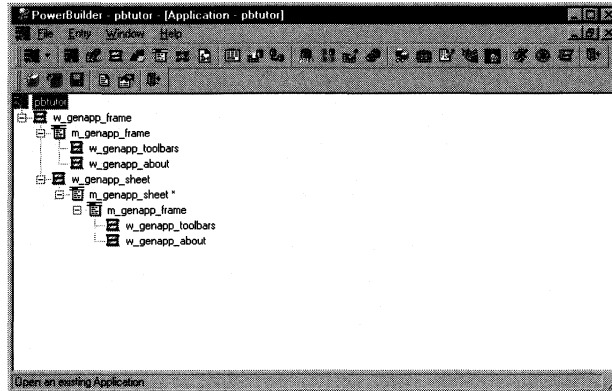 PowerBuilder - pbtutor - [Application - pbtutor]
File Entry Window Help
pbtutor
w_genapp_frame
m_genapp_frame
w_genapp_toolbars
w_genapp_about
w_genapp_sheet
m_genapp_sheet *
m_genapp_frame
w_genapp_toolbars
w_genapp_about
Open an existing Application